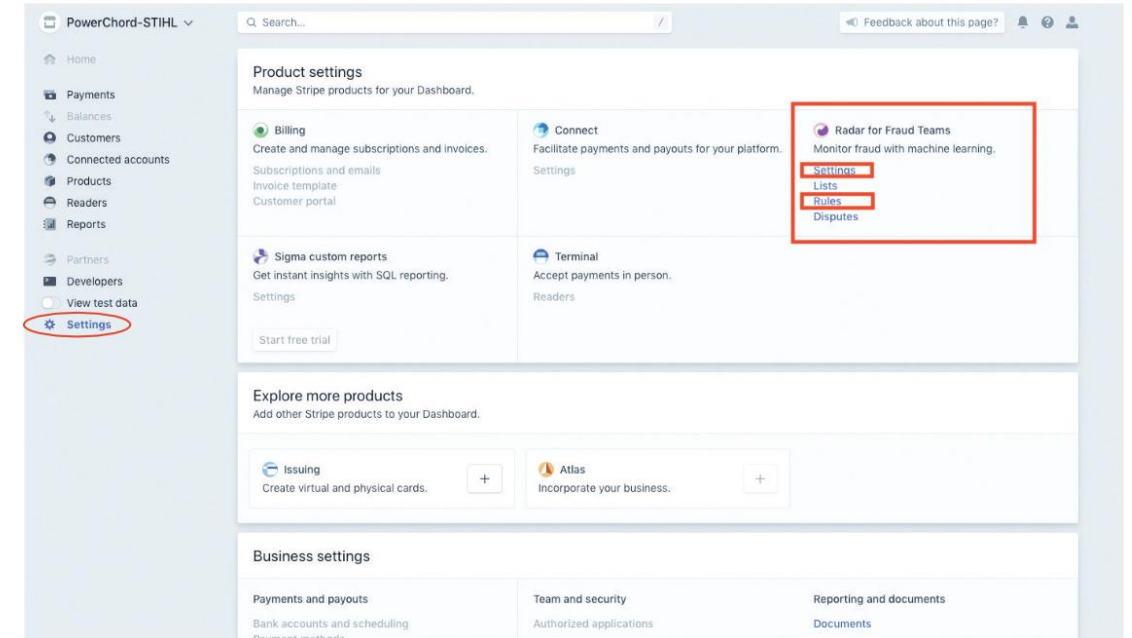 PowerChord-STIHL
Search...
/
Feedback about this page?
Home
Payments
Balances
Customers
Connected accounts
Products
Readers
Reports
Partners
Developers
View test data
Settings
Product settings
Manage Stripe products for your Dashboard.
Billing
Create and manage subscriptions and invoices.
Subscriptions and emails
Invoice template
Customer portal
Connect
Facilitate payments and payouts for your platform.
Settings
Radar for Fraud Teams
Monitor fraud with machine learning.
Settings
Lists
Rules
Disputes
Sigma custom reports
Get instant insights with SQL reporting.
Settings
Start free trial
Terminal
Accept payments in person.
Readers
Explore more products
Add other Stripe products to your Dashboard.
Issuing
Create virtual and physical cards.
+
Atlas
Incorporate your business.
+
Business settings
Payments and payouts
Bank accounts and scheduling
Payment methods
Team and security
Authorized applications
Reporting and documents
Documents